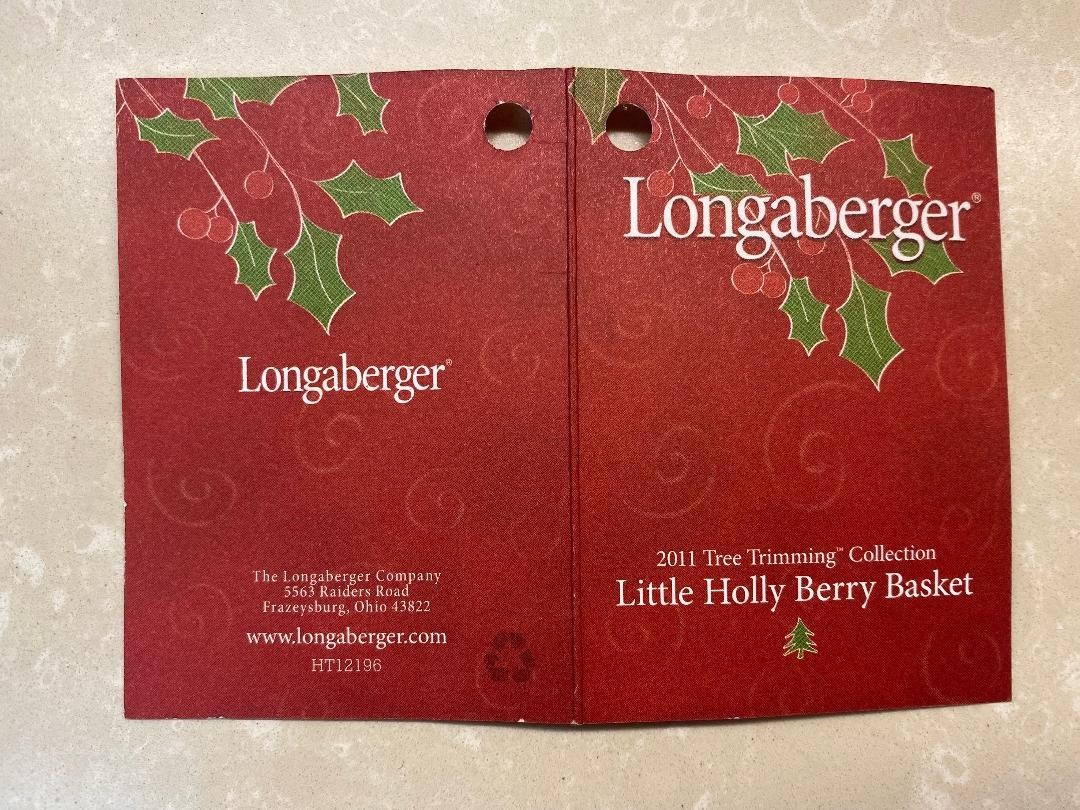 Longaberger®
The Longaberger Company
5563 Raiders Road
Frazeysburg, Ohio 43822
www.longaberger.com
HT12196
Longaberger®
2011 Tree Trimming™ Collection
Little Holly Berry Basket